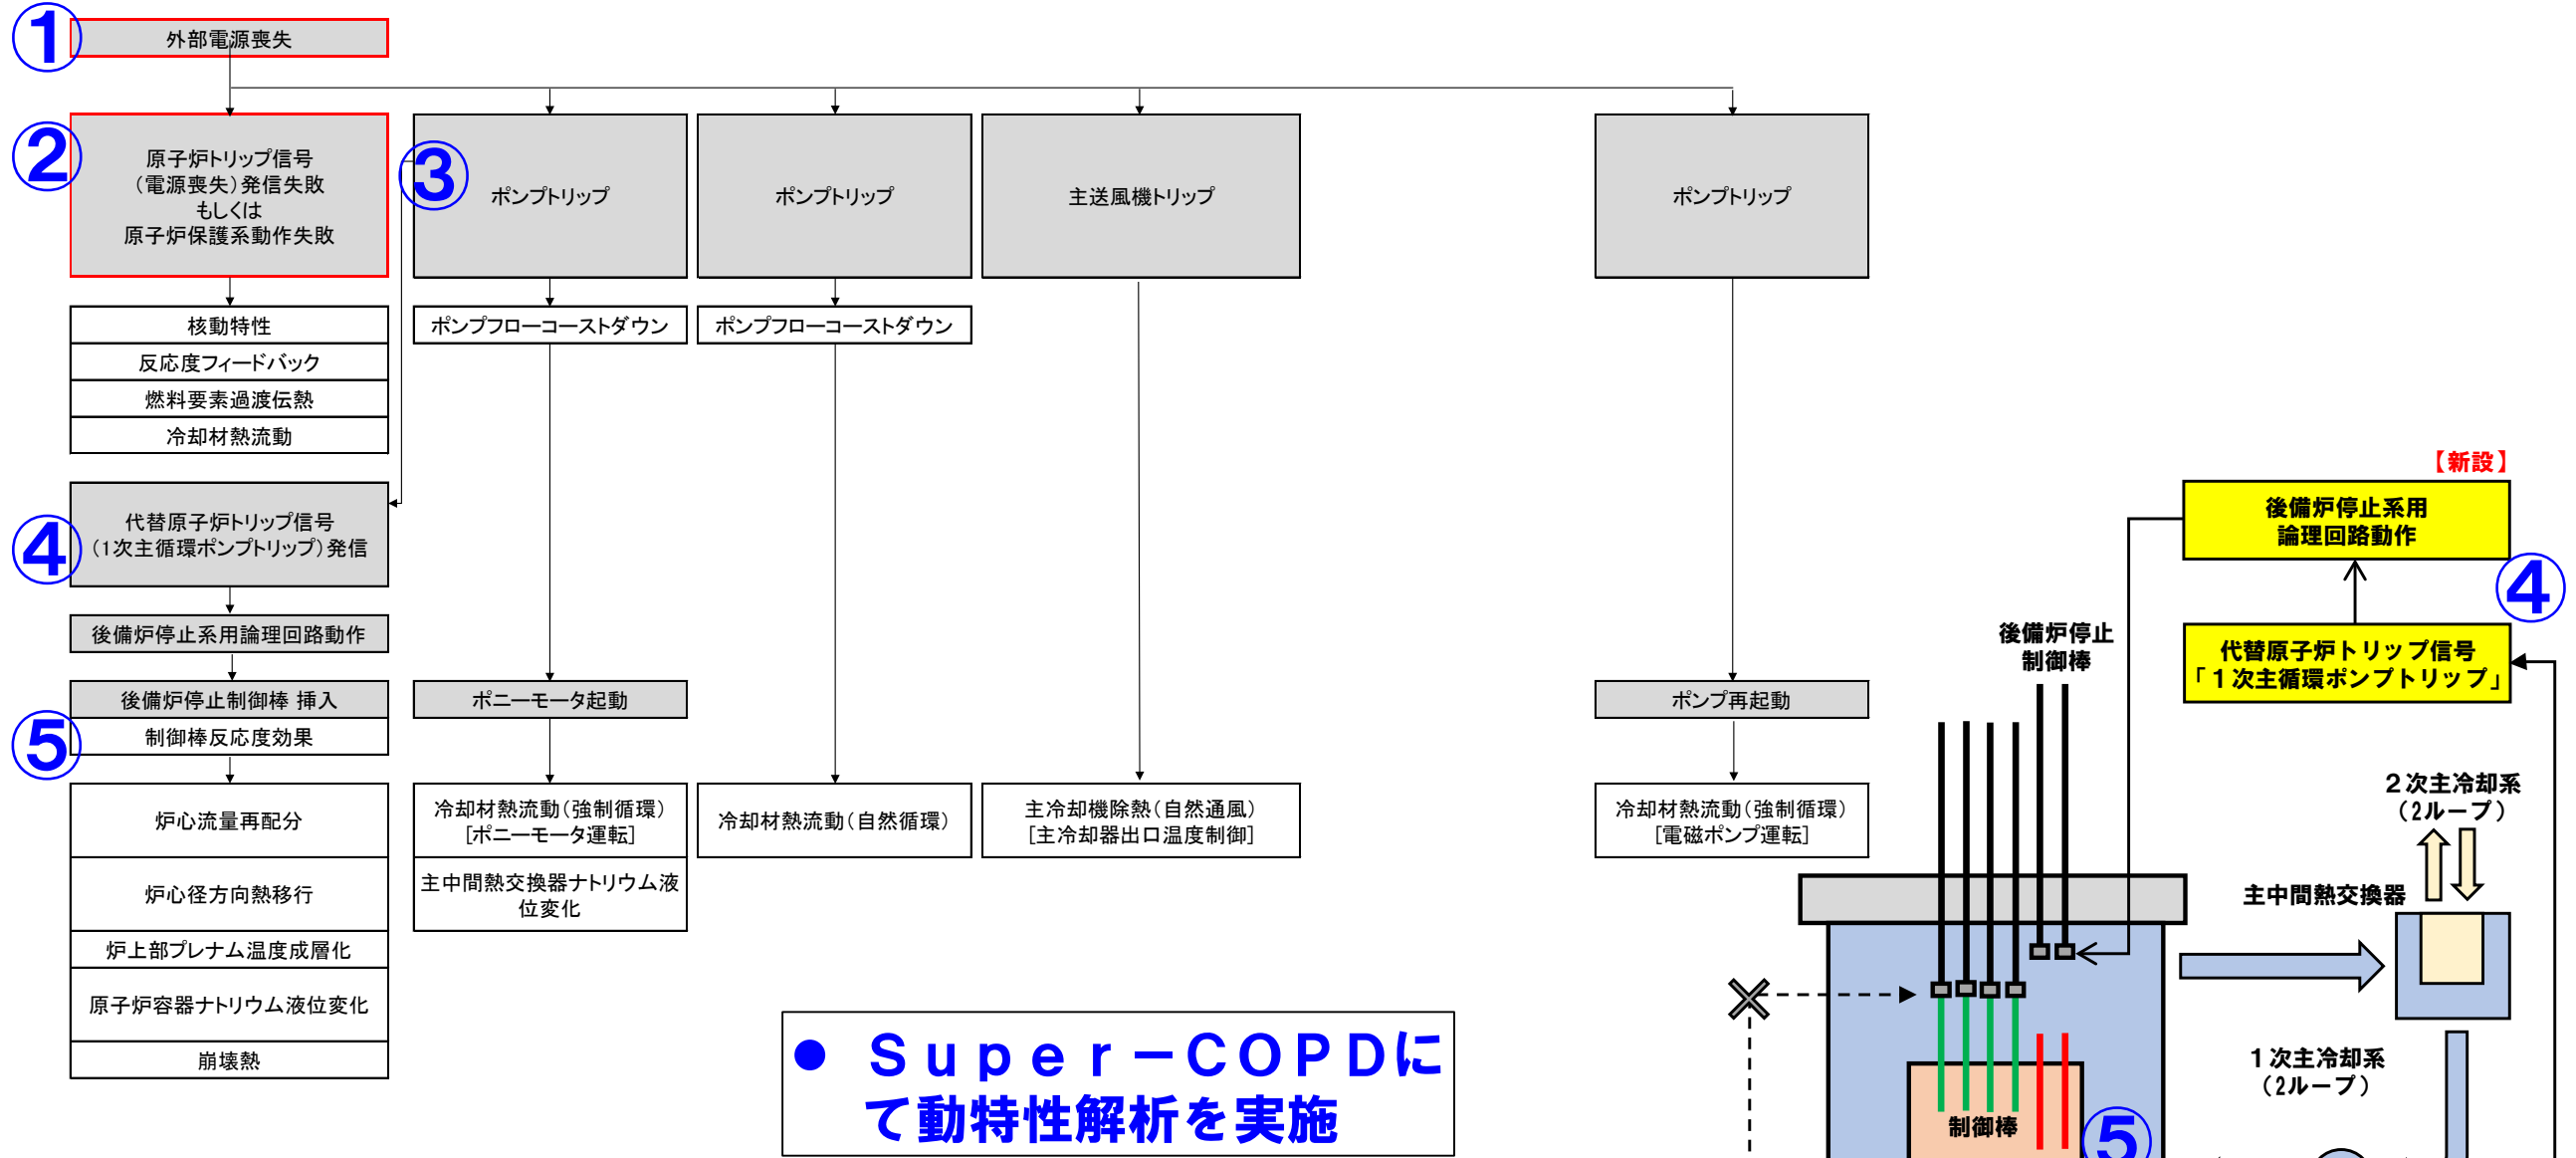 ①
外部電源喪失
②
原子炉トリップ信号
(電源喪失)発信失敗
もしくは
原子炉保護系動作失敗
③
ポンプトリップ
ポンプトリップ
主送風機トリップ
ポンプトリップ
核動特性
反応度フィードバック
燃料要素過渡伝熱
冷却材熱流動
ポンプフローコーストダウン
ポンプフローコーストダウン
④
代替原子炉トリップ信号
(1次主循環ポンプトリップ)発信
後備炉停止系用論理回路動作
⑤
後備炉停止制御棒 挿入
制御棒反応度効果
ポニーモータ起動
ポンプ再起動
炉心流量再配分
炉心径方向熱移行
炉上部プレナム温度成層化
原子炉容器ナトリウム液位変化
崩壊熱
冷却材熱流動(強制循環)
[ポニーモータ運転]
主中間熱交換器ナトリウム液
位変化
冷却材熱流動(自然循環)
主冷却機除熱(自然通風)
[主冷却器出口温度制御]
冷却材熱流動(強制循環)
[電磁ポンプ運転]
● Super-COPDに
て動特性解析を実施
【新設】
後備炉停止系用
論理回路動作
④
代替原子炉トリップ信号
「1次主循環ポンプトリップ」
後備炉停止
制御棒
2次主冷却系
(2ループ)
主中間熱交換器
1次主冷却系
(2ループ)
制御棒
⑤